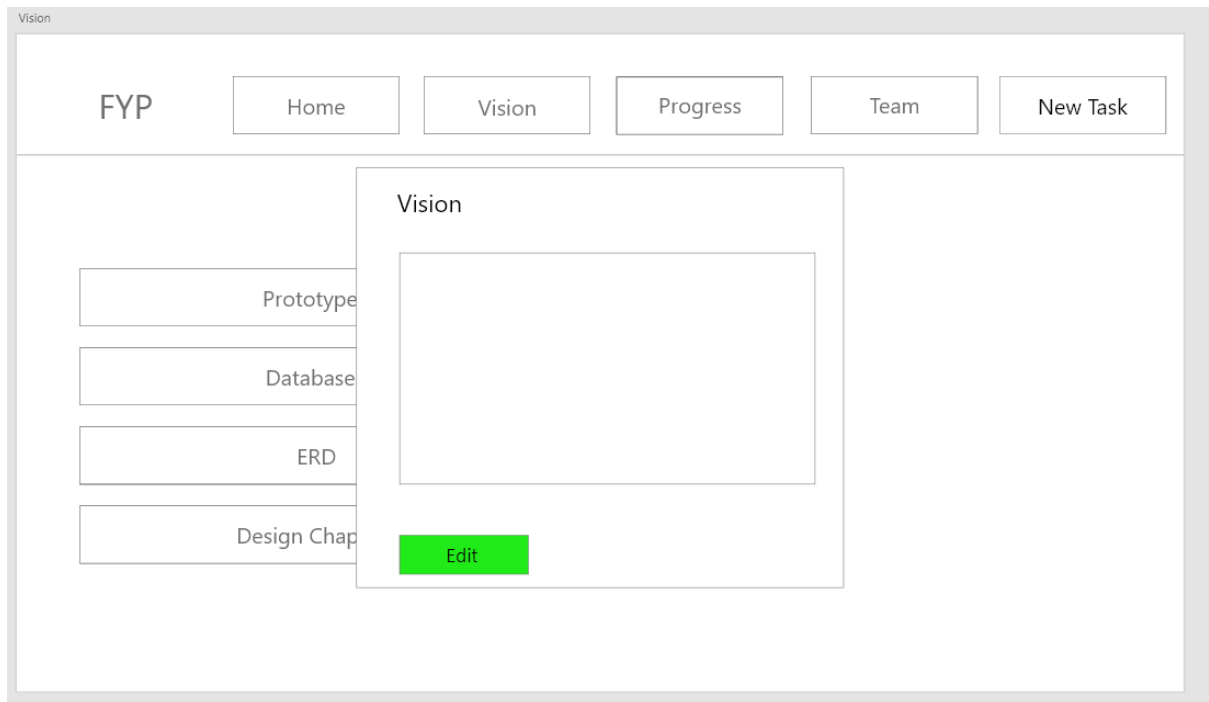 Vision
FYP
Home
Vision
Progress
Team
New Task
Vision
Prototype
Database
ERD
Design Chap
Edit